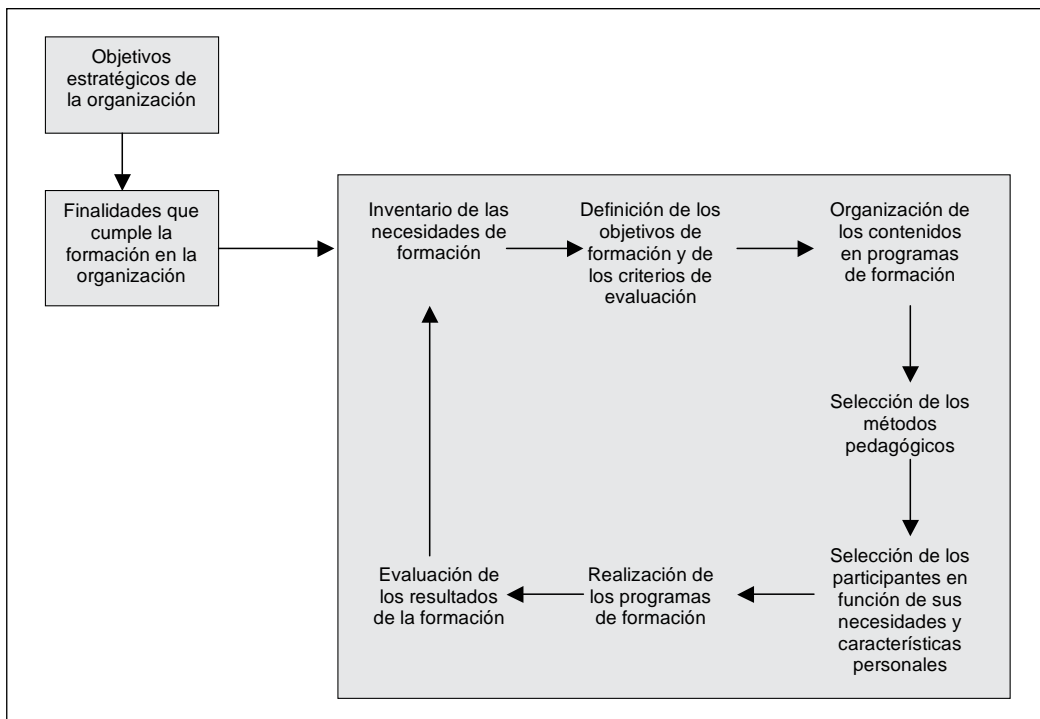 Objetivos
estratégicos de
la organización
Finalidades que
cumple la
formación en la
organización
Inventario de las
necesidades de
formación
Definición de los
objetivos de
formación y de
los criterios de
evaluación
Organización de
los contenidos
en programas
de formación
Selección de los
métodos
pedagógicos
Selección de los
participantes en
función de sus
necesidades y
características
personales
Realización de
los programas
de formación
Evaluación de
los resultados
de la formación